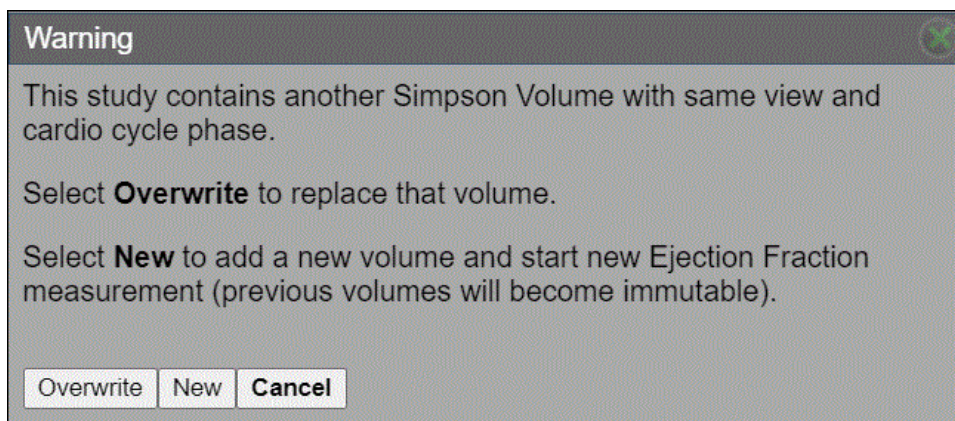 Warning
This study contains another Simpson Volume with same view and
cardio cycle phase.
Select Overwrite to replace that volume.
Select New to add a new volume and start new Ejection Fraction
measurement (previous volumes will become immutable).
Overwrite New Cancel